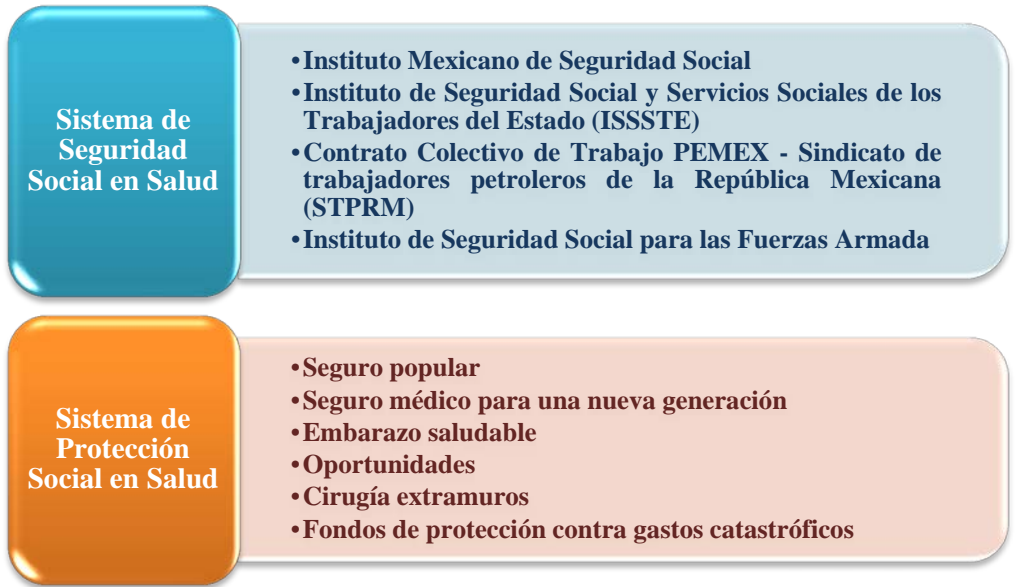 Sistema de
Seguridad
Social en Salud
•Instituto Mexicano de Seguridad Social
•Instituto de Seguridad Social y Servicios Sociales de los
Trabajadores del Estado (ISSSTE)
•Contrato Colectivo de Trabajo PEMEX - Sindicato de
trabajadores petroleros de la República Mexicana
(STPRM)
•Instituto de Seguridad Social para las Fuerzas Armada
Sistema de
Protección
Social en Salud
•Seguro popular
•Seguro médico para una nueva generación
•Embarazo saludable
•Oportunidades
•Cirugía extramuros
•Fondos de protección contra gastos catastróficos